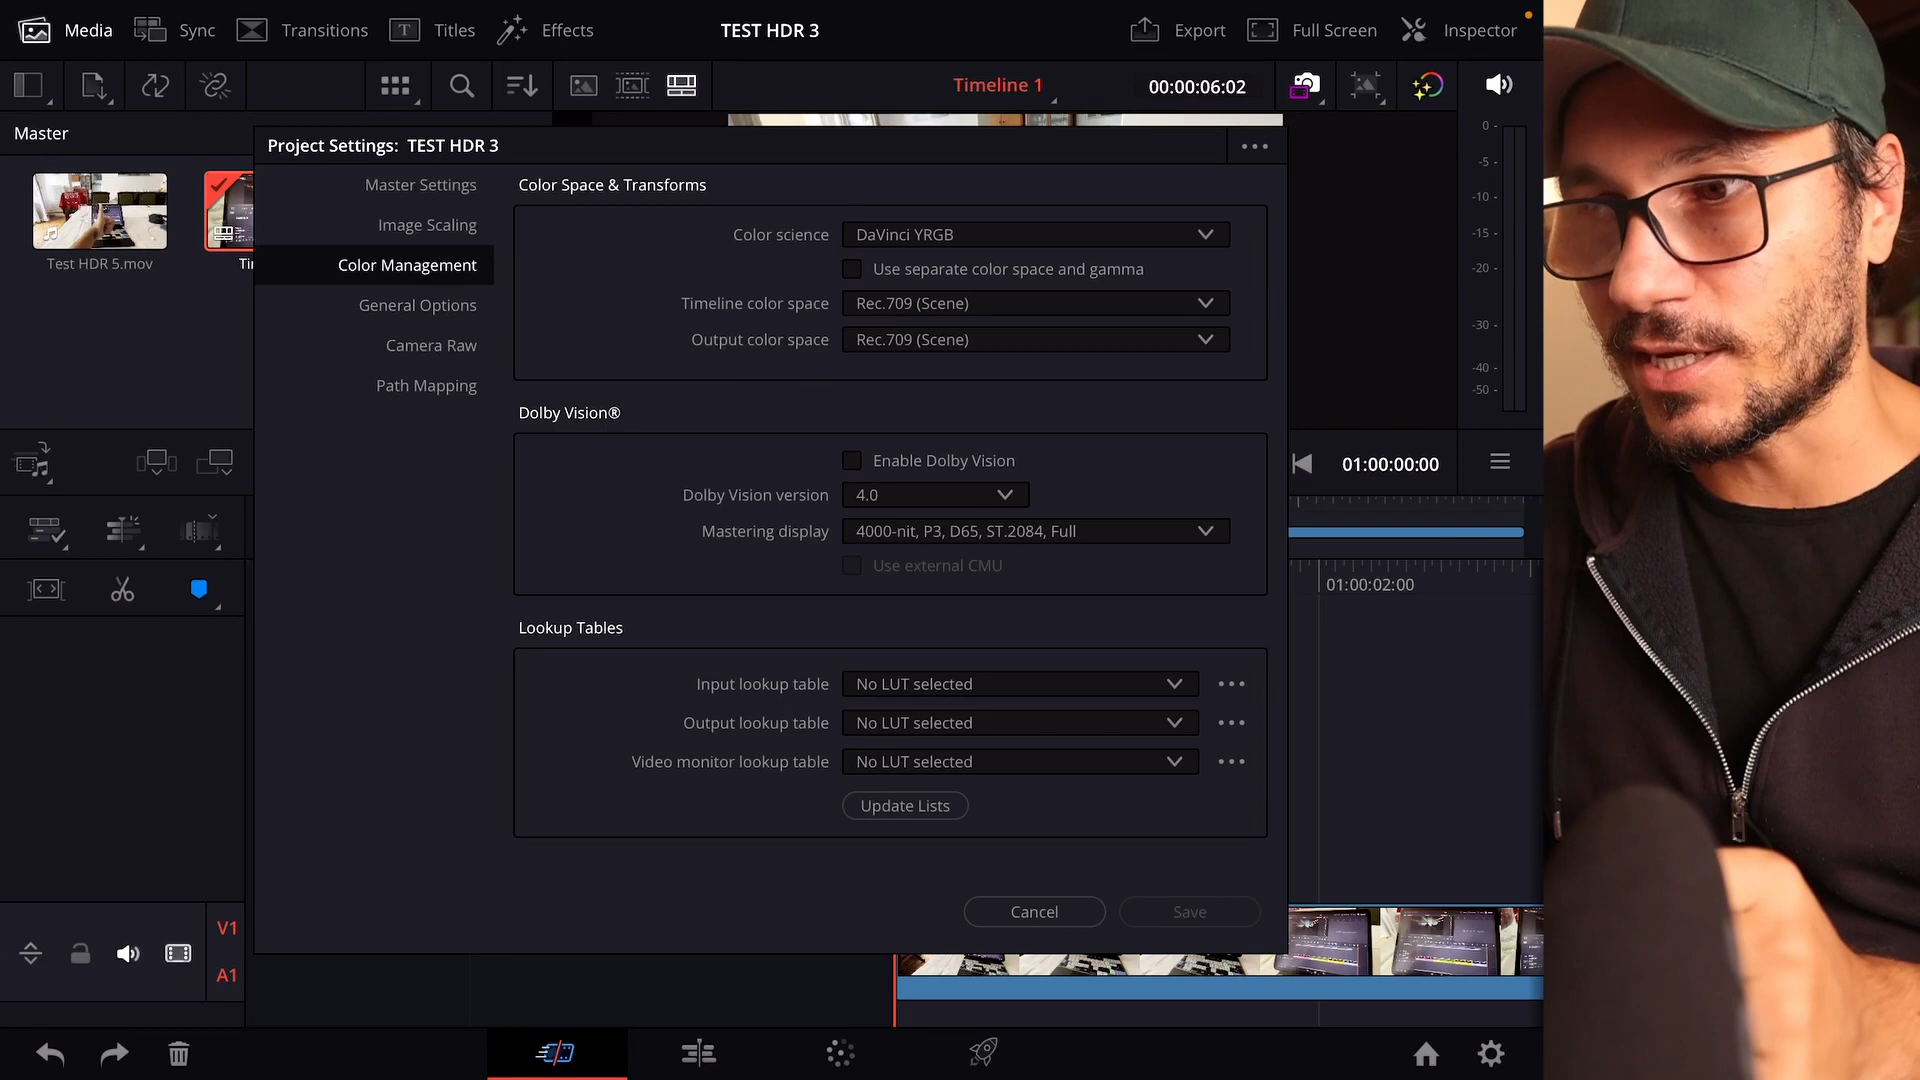 Media
Sync
Transitions
Titles
Effects
TEST HDR 3
Export
Full Screen
Inspector
Timeline 1
00:00:06:02
Master
Test HDR 5.mov
Ti
Project Settings: TEST HDR 3
Master Settings
Image Scaling
Color Management
General Options
Camera Raw
Path Mapping
Color Space & Transforms
Color science DaVinci YRGB
Use separate color space and gamma
Timeline color space Rec.709 (Scene)
Output color space Rec.709 (Scene)
Dolby Vision®
Enable Dolby Vision
Dolby Vision version 4.0
Mastering display 4000-nit, P3, D65, ST.2084, Full
Use external CMU
Lookup Tables
Input lookup table No LUT selected
Output lookup table No LUT selected
Video monitor lookup table No LUT selected
Update Lists
Cancel
Save
0
-5
-10
-15
-20
-30
-40
-50
01:00:00:00
01:00:02:00
V1
A1